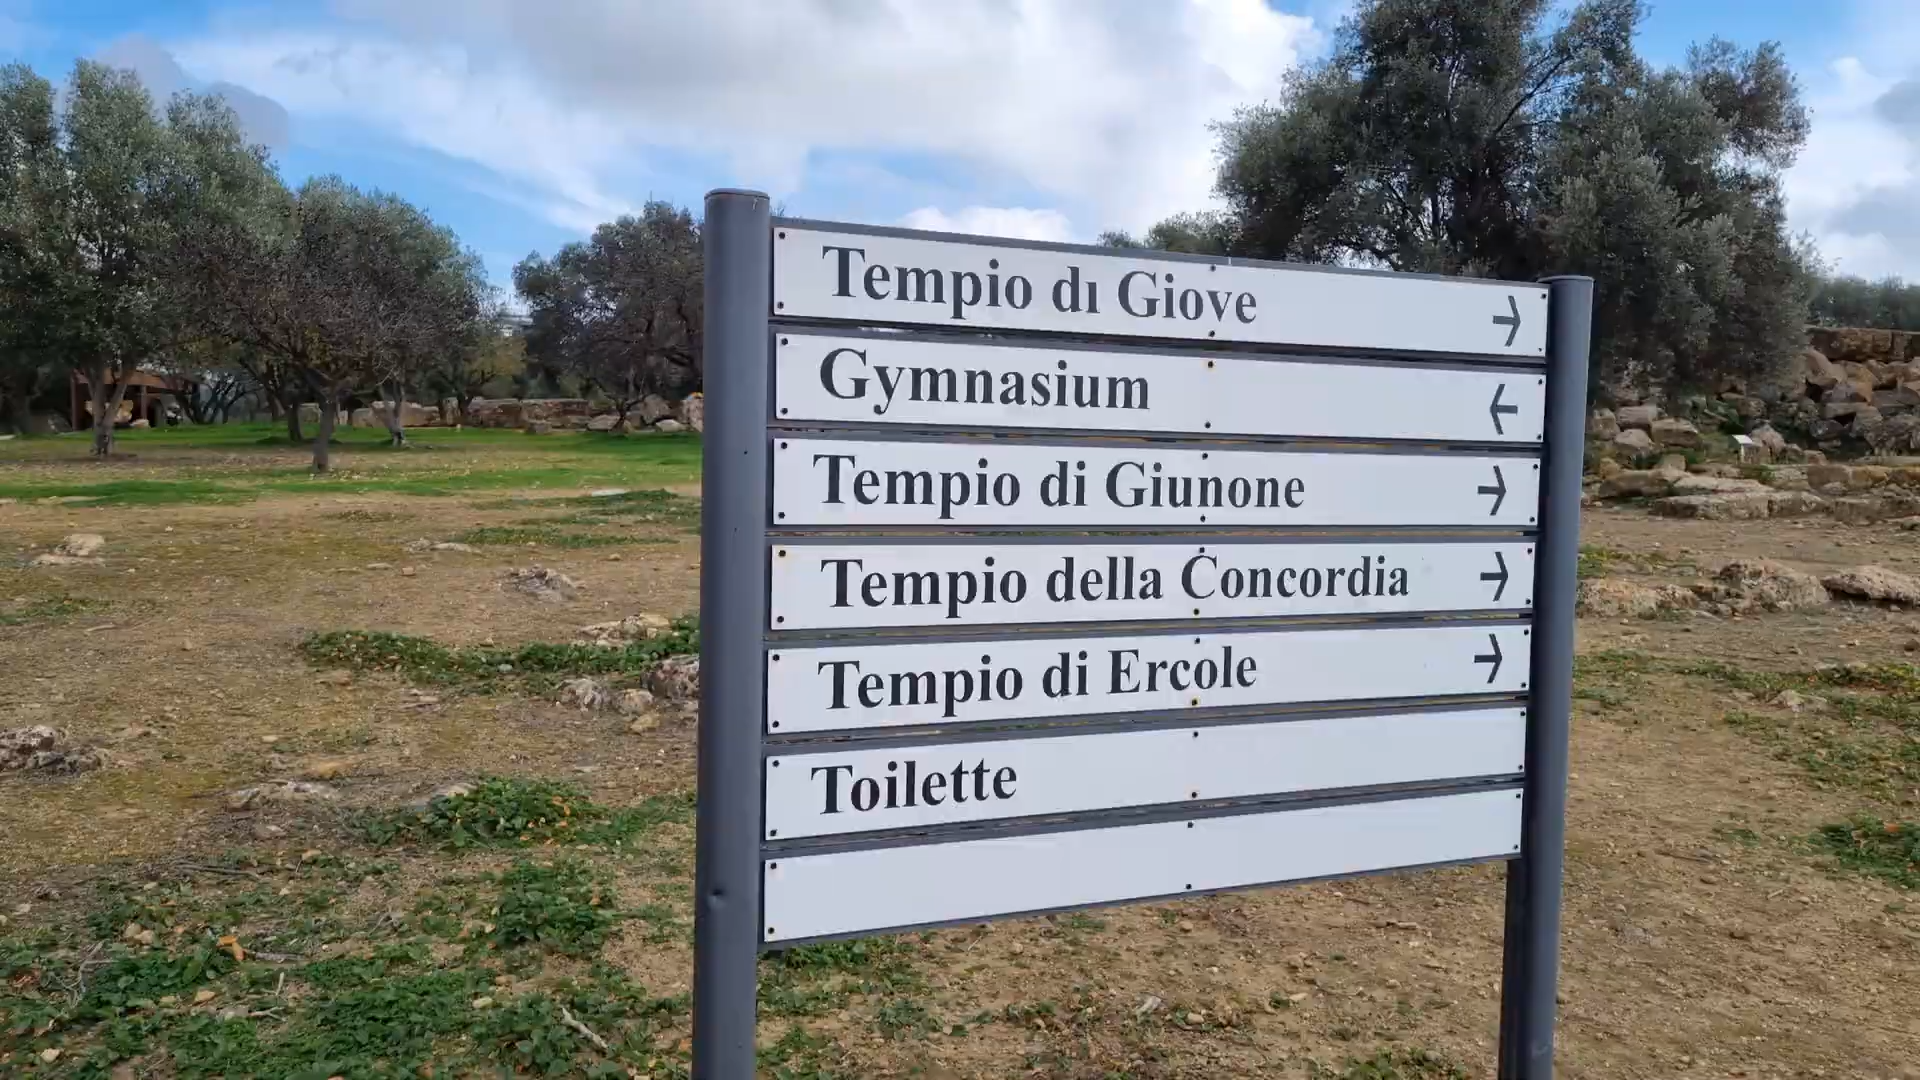 Tempio dı Giove →
Gymnasium ←
Tempio di Giunone →
Tempio della Concordia →
Tempio di Ercole →
Toilette